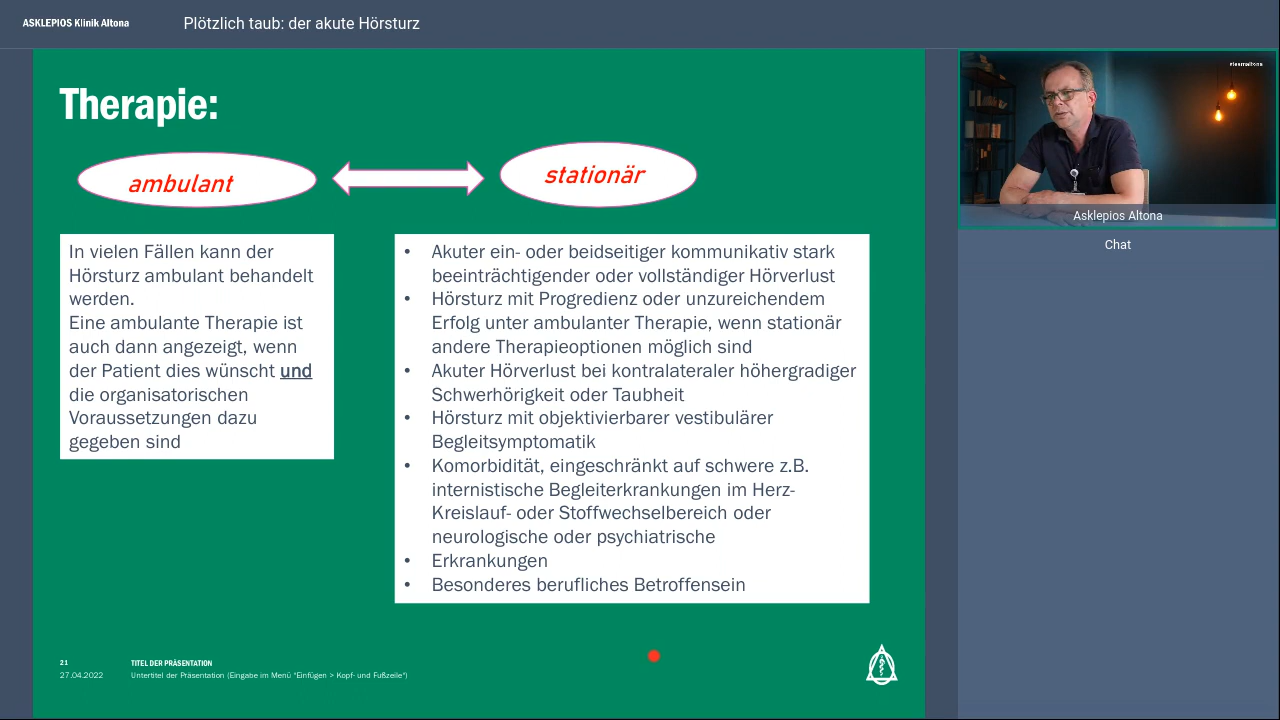 ASKLEPIOS Klinik Altona
Plötzlich taub: der akute Hörsturz
Therapie:
ambulant
stationär
In vielen Fällen kann der
Hörsturz ambulant behandelt
werden.
Eine ambulante Therapie ist
auch dann angezeigt, wenn
der Patient dies wünscht und
die organisatorischen
Voraussetzungen dazu
gegeben sind
• Akuter ein- oder beidseitiger kommunikativ stark
beeinträchtigender oder vollständiger Hörverlust
• Hörsturz mit Progredienz oder unzureichendem
Erfolg unter ambulanter Therapie, wenn stationär
andere Therapieoptionen möglich sind
• Akuter Hörverlust bei kontralateraler höhergradiger
Schwerhörigkeit oder Taubheit
• Hörsturz mit objektivierbarer vestibulärer
Begleitsymptomatik
• Komorbidität, eingeschränkt auf schwere z.B.
internistische Begleiterkrankungen im Herz-
Kreislauf- oder Stoffwechselbereich oder
neurologische oder psychiatrische
• Erkrankungen
• Besonderes berufliches Betroffensein
21
TITEL DER PRÄSENTATION
27.04.2022
Untertitel der Präsentation (Eingabe im Menü "Einfügen > Kopf- und Fußzeile")
#teamaltona
Asklepios Altona
Chat